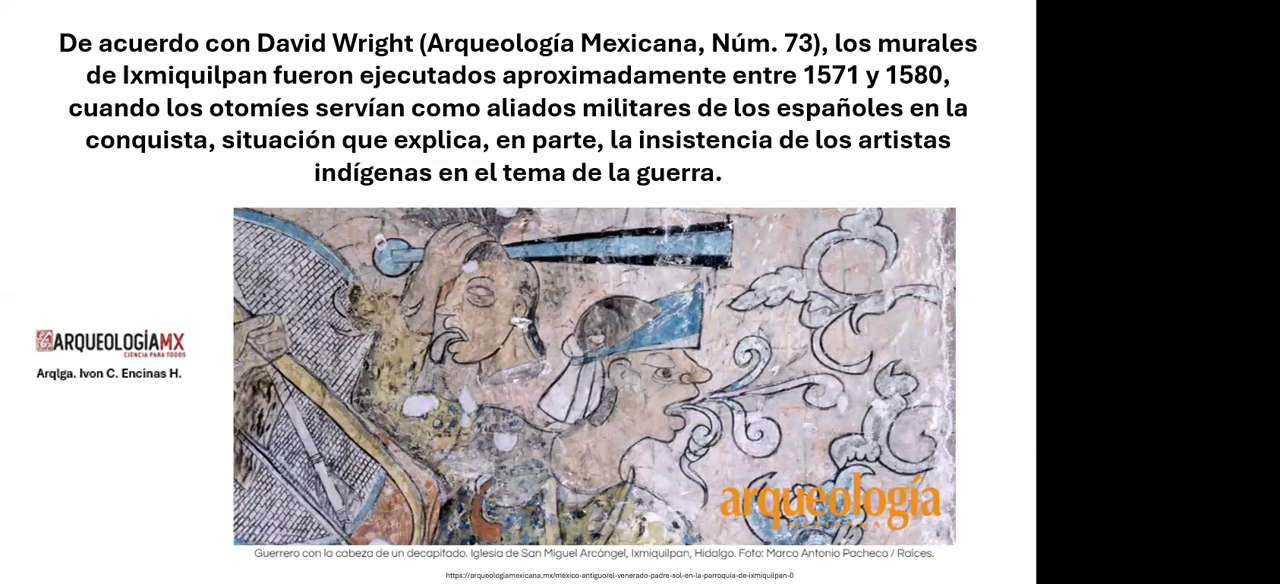 De acuerdo con David Wright (Arqueología Mexicana, Núm. 73), los murales
de Ixmiquilpan fueron ejecutados aproximadamente entre 1571 y 1580,
cuando los otomíes servían como aliados militares de los españoles en la
conquista, situación que explica, en parte, la insistencia de los artistas
indígenas en el tema de la guerra.
ARQUEOLOGÍAMX
CIENCIA PARA TODOS
Arqlga. Ivon C. Encinas H.
arqueología
MEXICANA
Guerrero con la cabeza de un decapitado. Iglesia de San Miguel Arcángel, Ixmiquilpan, Hidalgo. Foto: Marco Antonio Pacheco / Raíces.
https://arqueologiamexicana.mx/mexico-antiguo/el-venerado-padre-sol-en-la-parroquia-de-ixmiquilpan-0